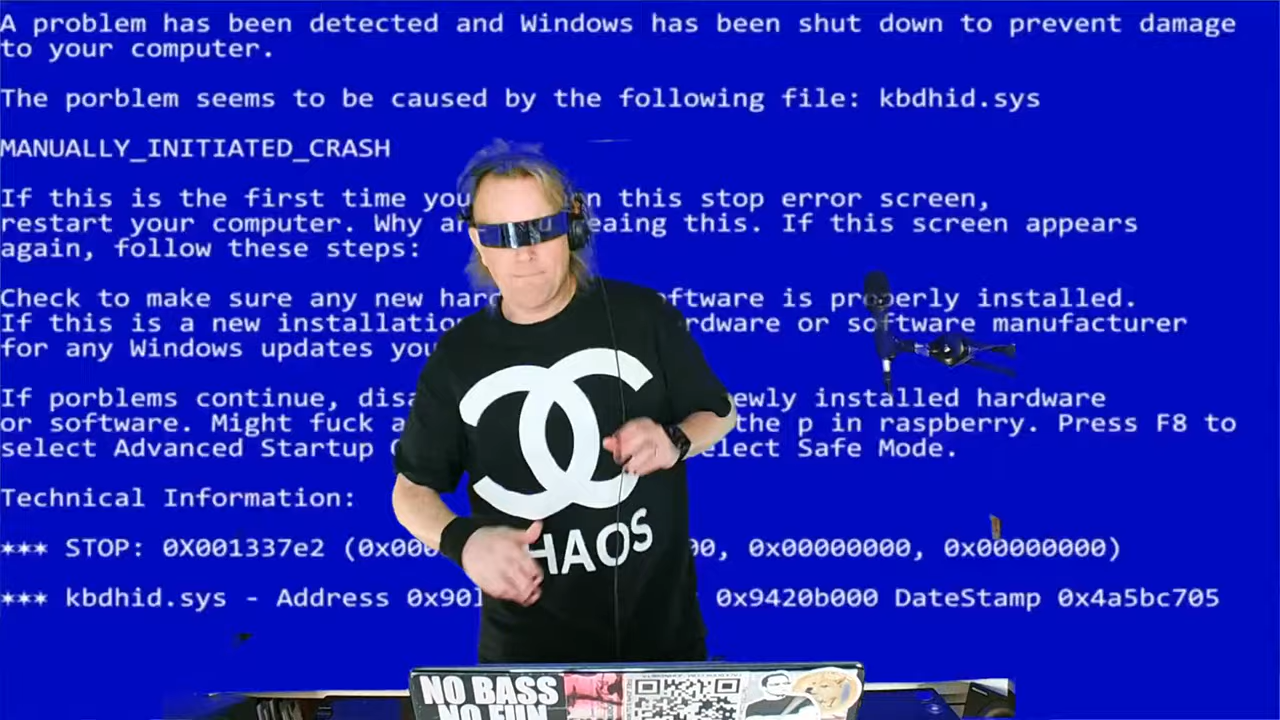 A problem has been detected and Windows has been shut down to prevent damage
to your computer.
The porblem seems to be caused by the following file: kbdhid.sys
MANUALLY_INITIATED_CRASH
If this is the first time you n this stop error screen,
restart your computer. Why ar u eaing this. If this screen appears
again, follow these steps:
Check to make sure any new hard ftware is properly installed.
If this is a new installation rdware or software manufacturer
for any Windows updates you
If porblems continue, disa ewly installed hardware
or software. Might fuck a the p in raspberry. Press F8 to
select Advanced Startup elect Safe Mode.
Technical Information:
*** STOP: 0X001337e2 (0x000 00, 0x00000000, 0x00000000)
*** kbdhid.sys - Address 0x901 0x9420b000 DateStamp 0x4a5bc705
HAOS
NO BASS
NO FUN